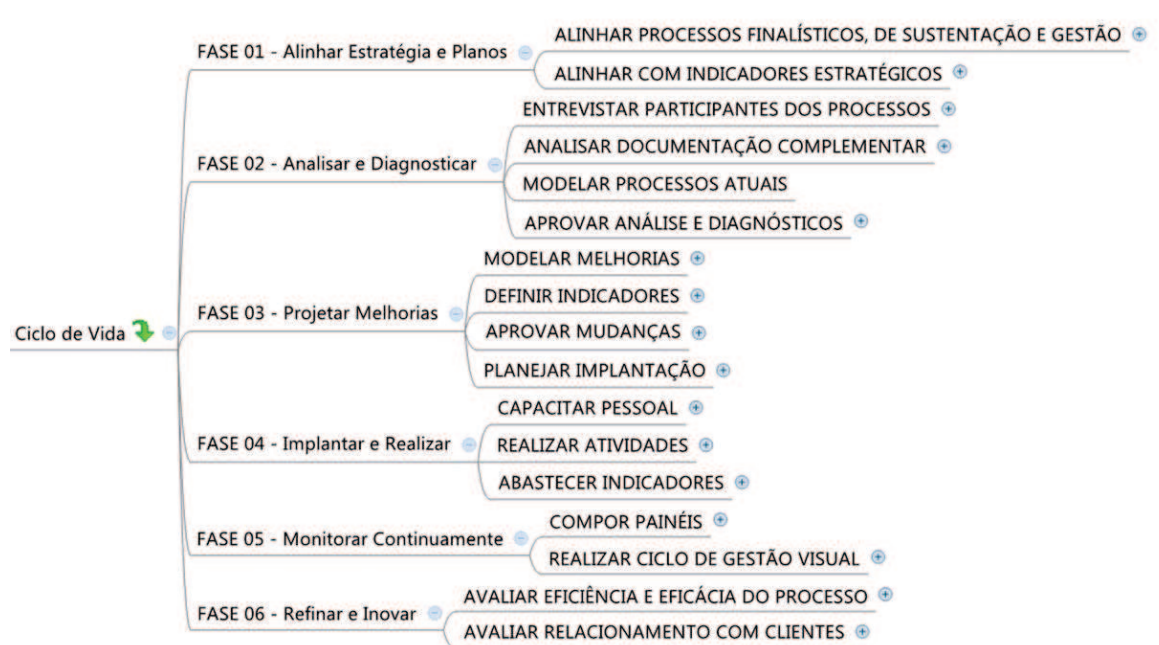 Ciclo de Vida
FASE 01 - Alinhar Estratégia e Planos
ALINHAR PROCESSOS FINALÍSTICOS, DE SUSTENTAÇÃO E GESTÃO
ALINHAR COM INDICADORES ESTRATÉGICOS
FASE 02 - Analisar e Diagnosticar
ENTREVISTAR PARTICIPANTES DOS PROCESSOS
ANALISAR DOCUMENTAÇÃO COMPLEMENTAR
MODELAR PROCESSOS ATUAIS
APROVAR ANÁLISE E DIAGNÓSTICOS
FASE 03 - Projetar Melhorias
MODELAR MELHORIAS
DEFINIR INDICADORES
APROVAR MUDANÇAS
PLANEJAR IMPLANTAÇÃO
FASE 04 - Implantar e Realizar
CAPACITAR PESSOAL
REALIZAR ATIVIDADES
ABASTECER INDICADORES
FASE 05 - Monitorar Continuamente
COMPOR PAINÉIS
REALIZAR CICLO DE GESTÃO VISUAL
FASE 06 - Refinar e Inovar
AVALIAR EFICIÊNCIA E EFICÁCIA DO PROCESSO
AVALIAR RELACIONAMENTO COM CLIENTES